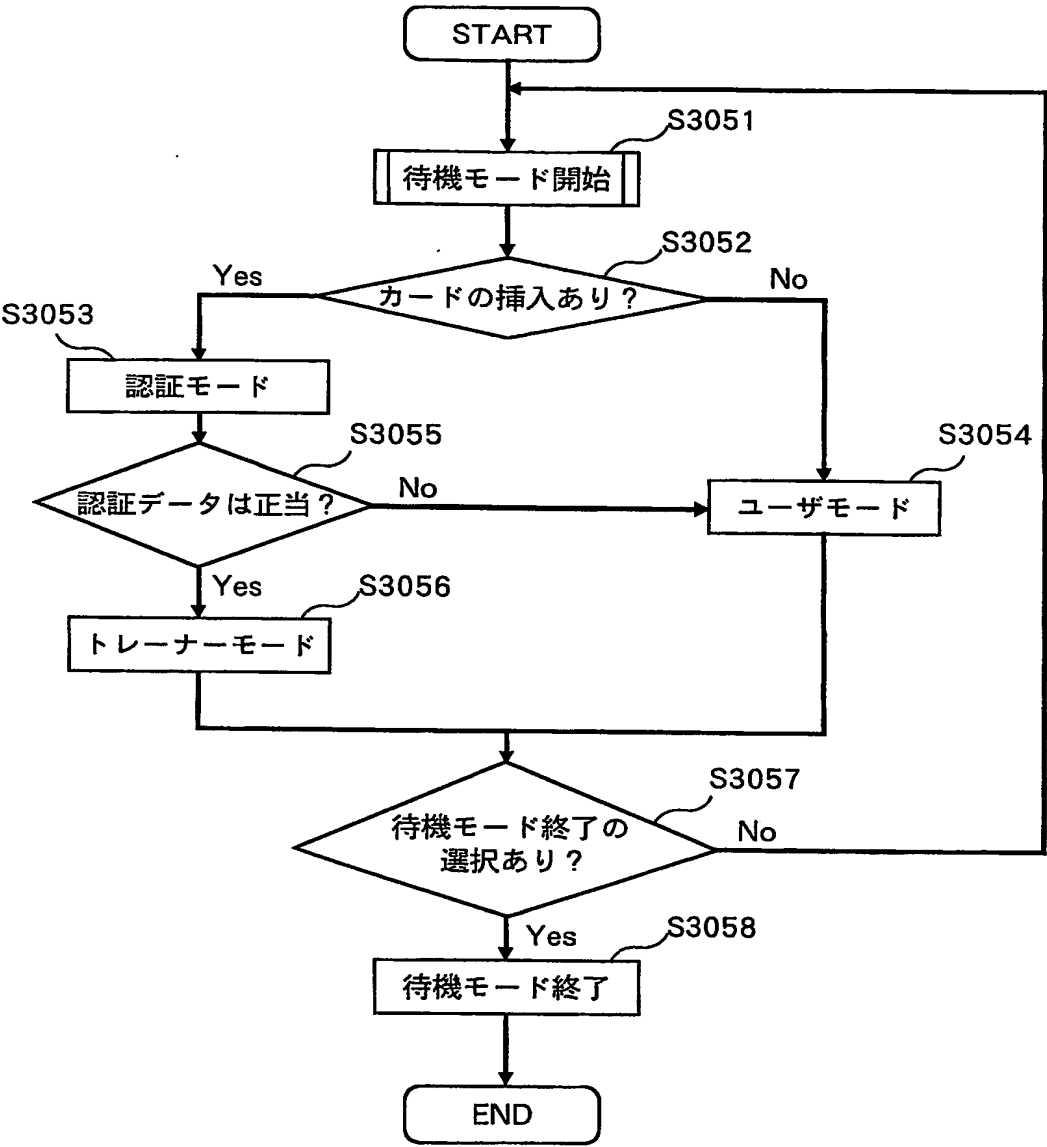 START
S3051
待機モード開始
S3052
Yes
カードの挿入あり？
No
S3053
認証モード
S3055
S3054
認証データは正当？
No
ユーザモード
Yes
S3056
トレーナーモード
S3057
待機モード終了の
選択あり？
No
Yes
S3058
待機モード終了
END